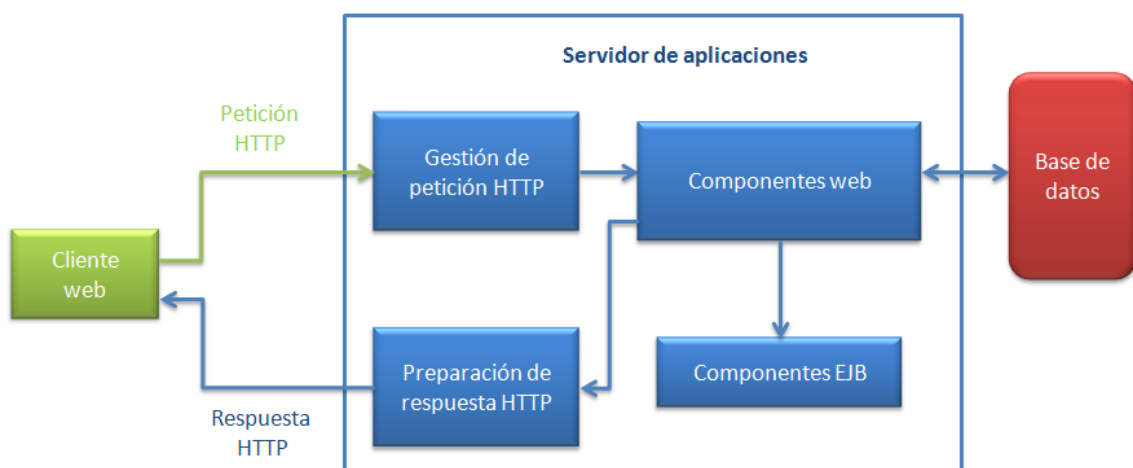 Servidor de aplicaciones
Petición
HTTP
Gestión de
petición HTTP
Componentes web
Base de
datos
Cliente
web
Preparación de
respuesta HTTP
Componentes EJB
Respuesta
HTTP